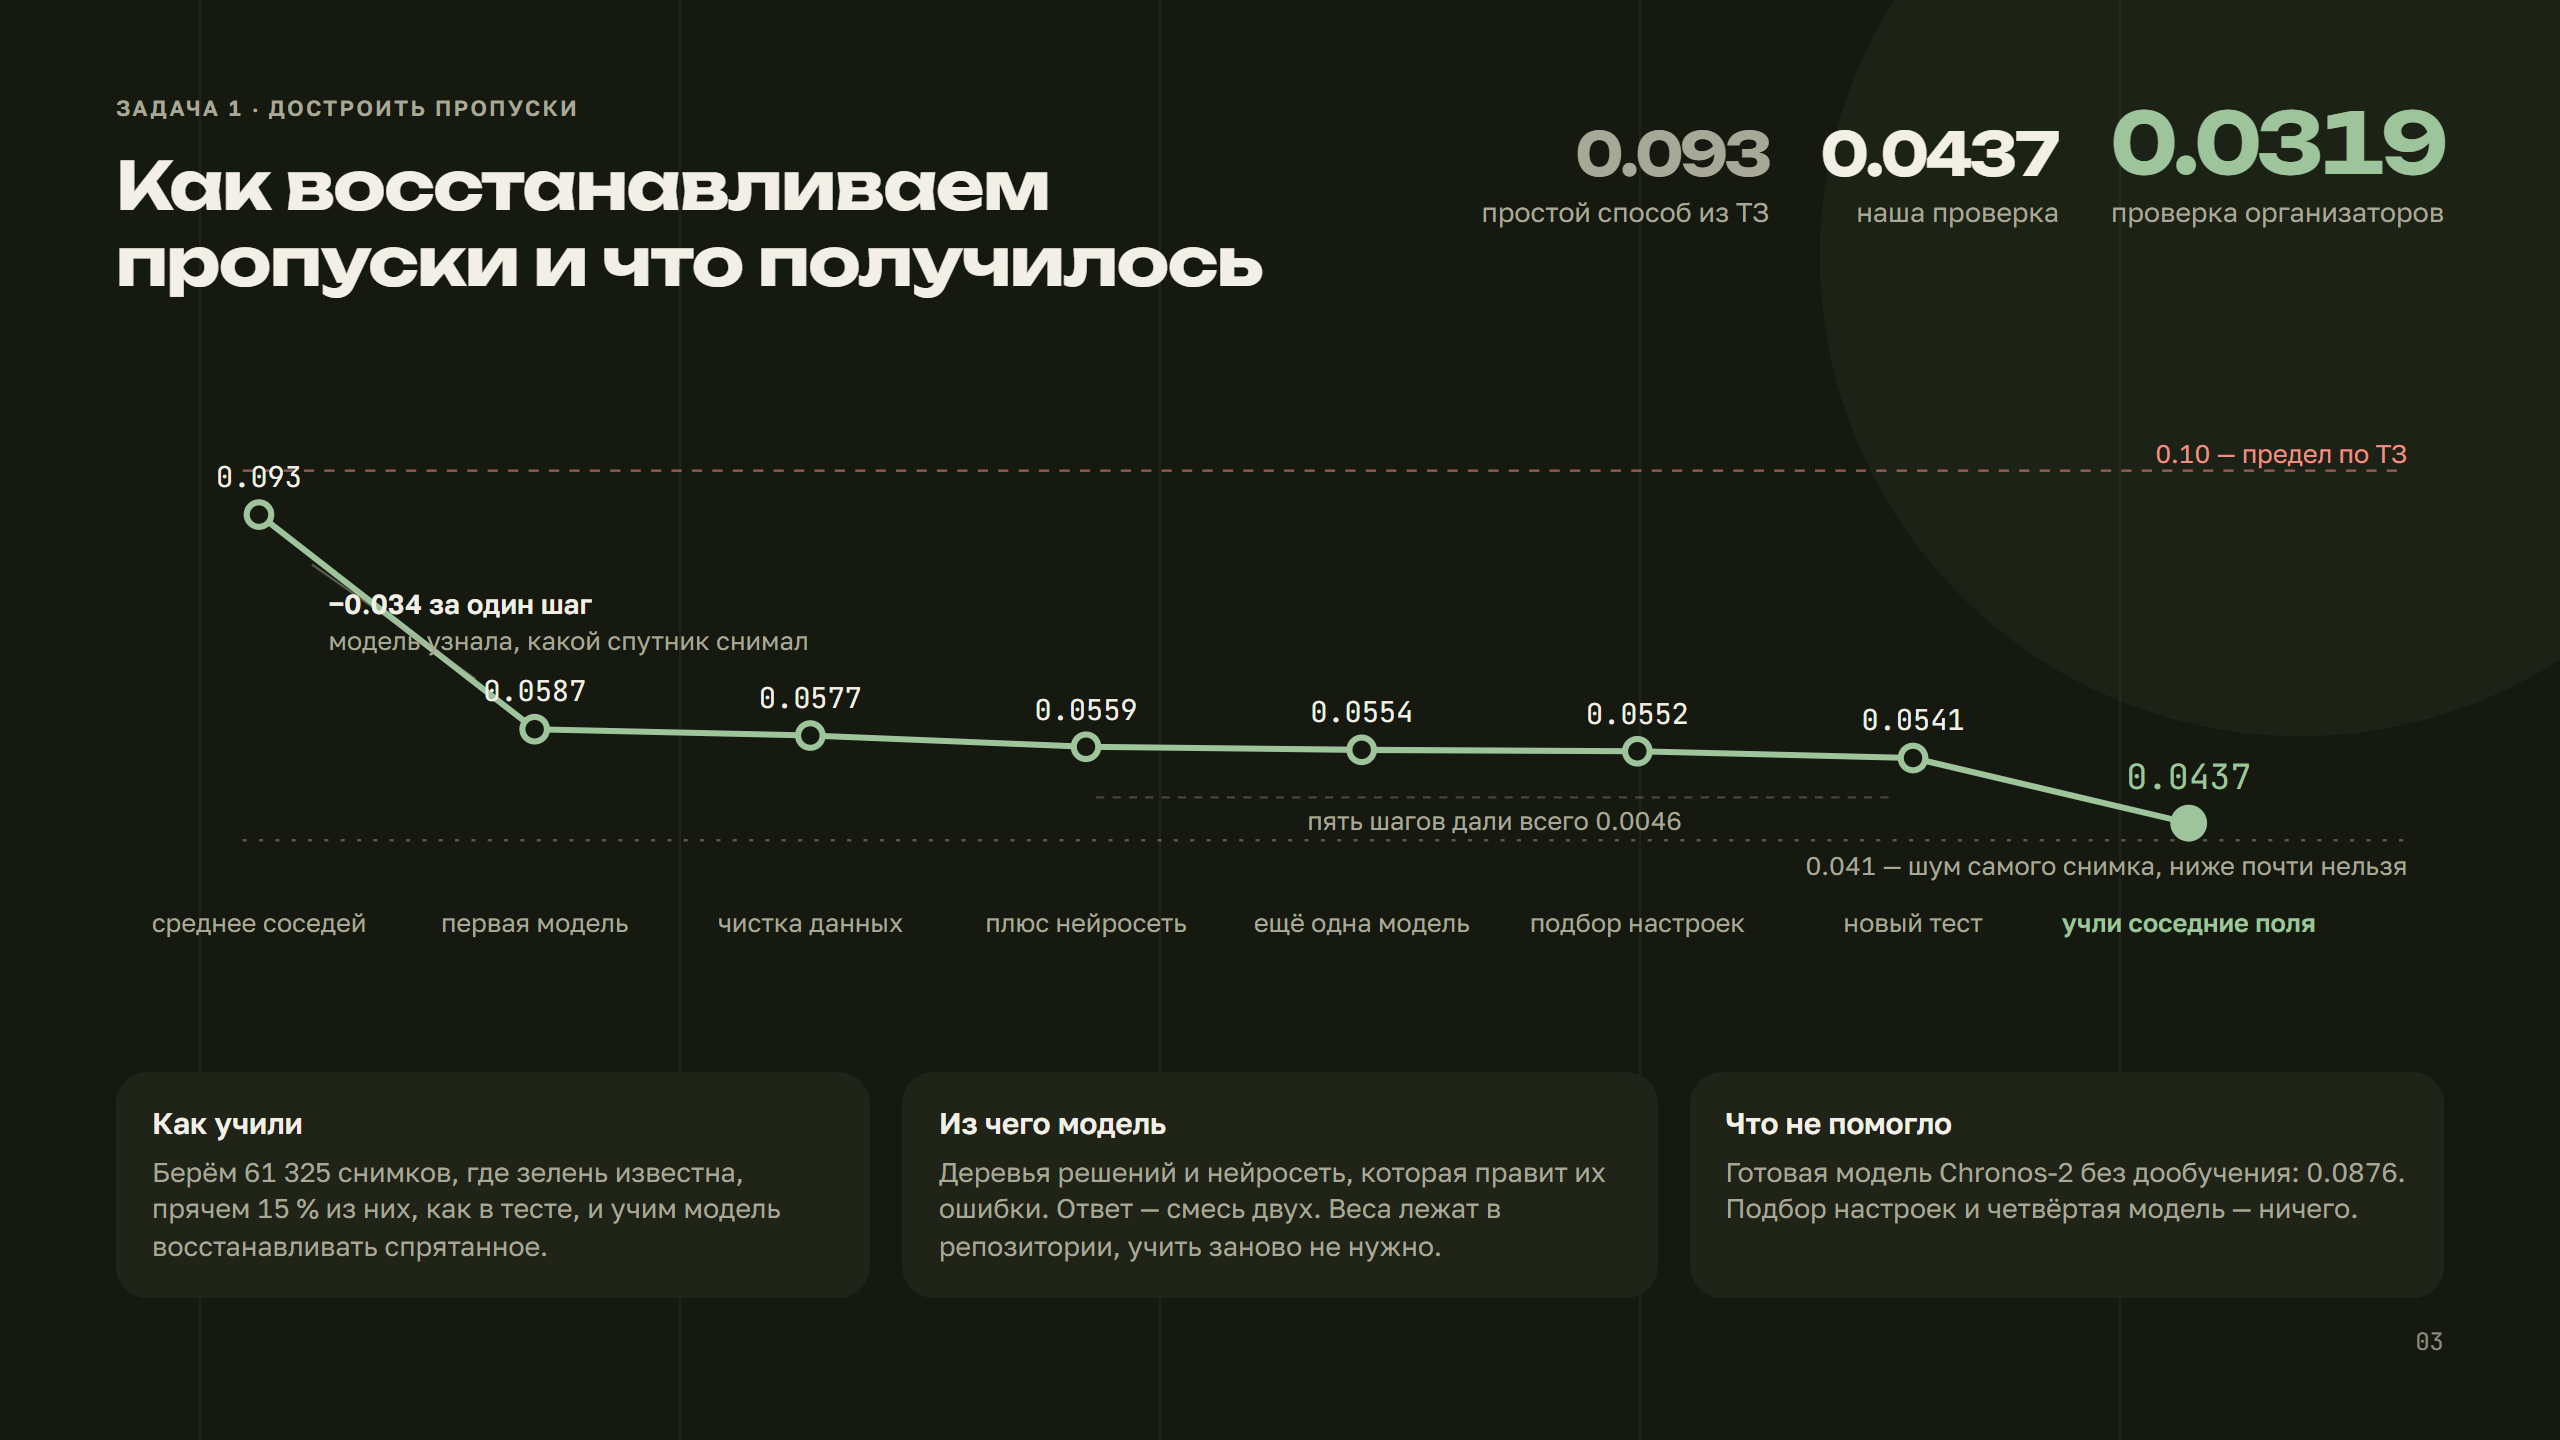 ЗАДАЧА 1 · ДОСТРОИТЬ ПРОПУСКИ
Как восстанавливаем
пропуски и что получилось
0.093
простой способ из ТЗ
0.0437
наша проверка
0.0319
проверка организаторов
0.10 — предел по ТЗ
0.093
−0.034 за один шаг
модель узнала, какой спутник снимал
0.0587
0.0577
0.0559
0.0554
0.0552
0.0541
0.0437
пять шагов дали всего 0.0046
0.041 — шум самого снимка, ниже почти нельзя
среднее соседей
первая модель
чистка данных
плюс нейросеть
ещё одна модель
подбор настроек
новый тест
учли соседние поля
Как учили
Берём 61 325 снимков, где зелень известна,
прячем 15 % из них, как в тесте, и учим модель
восстанавливать спрятанное.
Из чего модель
Деревья решений и нейросеть, которая правит их
ошибки. Ответ — смесь двух. Веса лежат в
репозитории, учить заново не нужно.
Что не помогло
Готовая модель Chronos-2 без дообучения: 0.0876.
Подбор настроек и четвёртая модель — ничего.
03